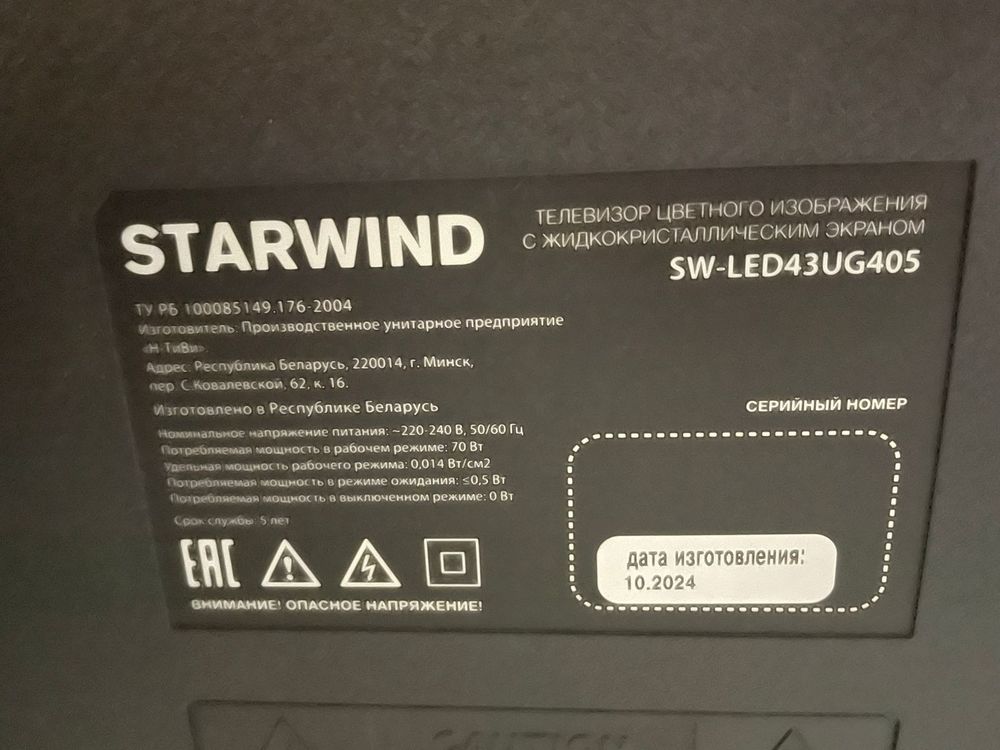 STARWIND
ТЕЛЕВИЗОР ЦВЕТНОГО ИЗОБРАЖЕНИЯ
С ЖИДКОКРИСТАЛЛИЧЕСКИМ ЭКРАНОМ
SW-LED43UG405
ТУ РБ 100085149.176-2004
Изготовитель: Производственное унитарное предприятие
«Н-ТиВи»
Адрес: Республика Беларусь, 220014, г. Минск,
пер. С.Ковалевской, 62, к. 16.
Изготовлено в Республике Беларусь
Номинальное напряжение питания: ~220-240 В, 50/60 Гц
Потребляемая мощность в рабочем режиме: 70 Вт
Удельная мощность рабочего режима: 0,014 Вт/см2
Потребляемая мощность в режиме ожидания: ≤0,5 Вт
Потребляемая мощность в выключенном режиме: 0 Вт
Срок службы: 5 лет
EAC
ВНИМАНИЕ! ОПАСНОЕ НАПРЯЖЕНИЕ!
СЕРИЙНЫЙ НОМЕР
дата изготовления:
10.2024